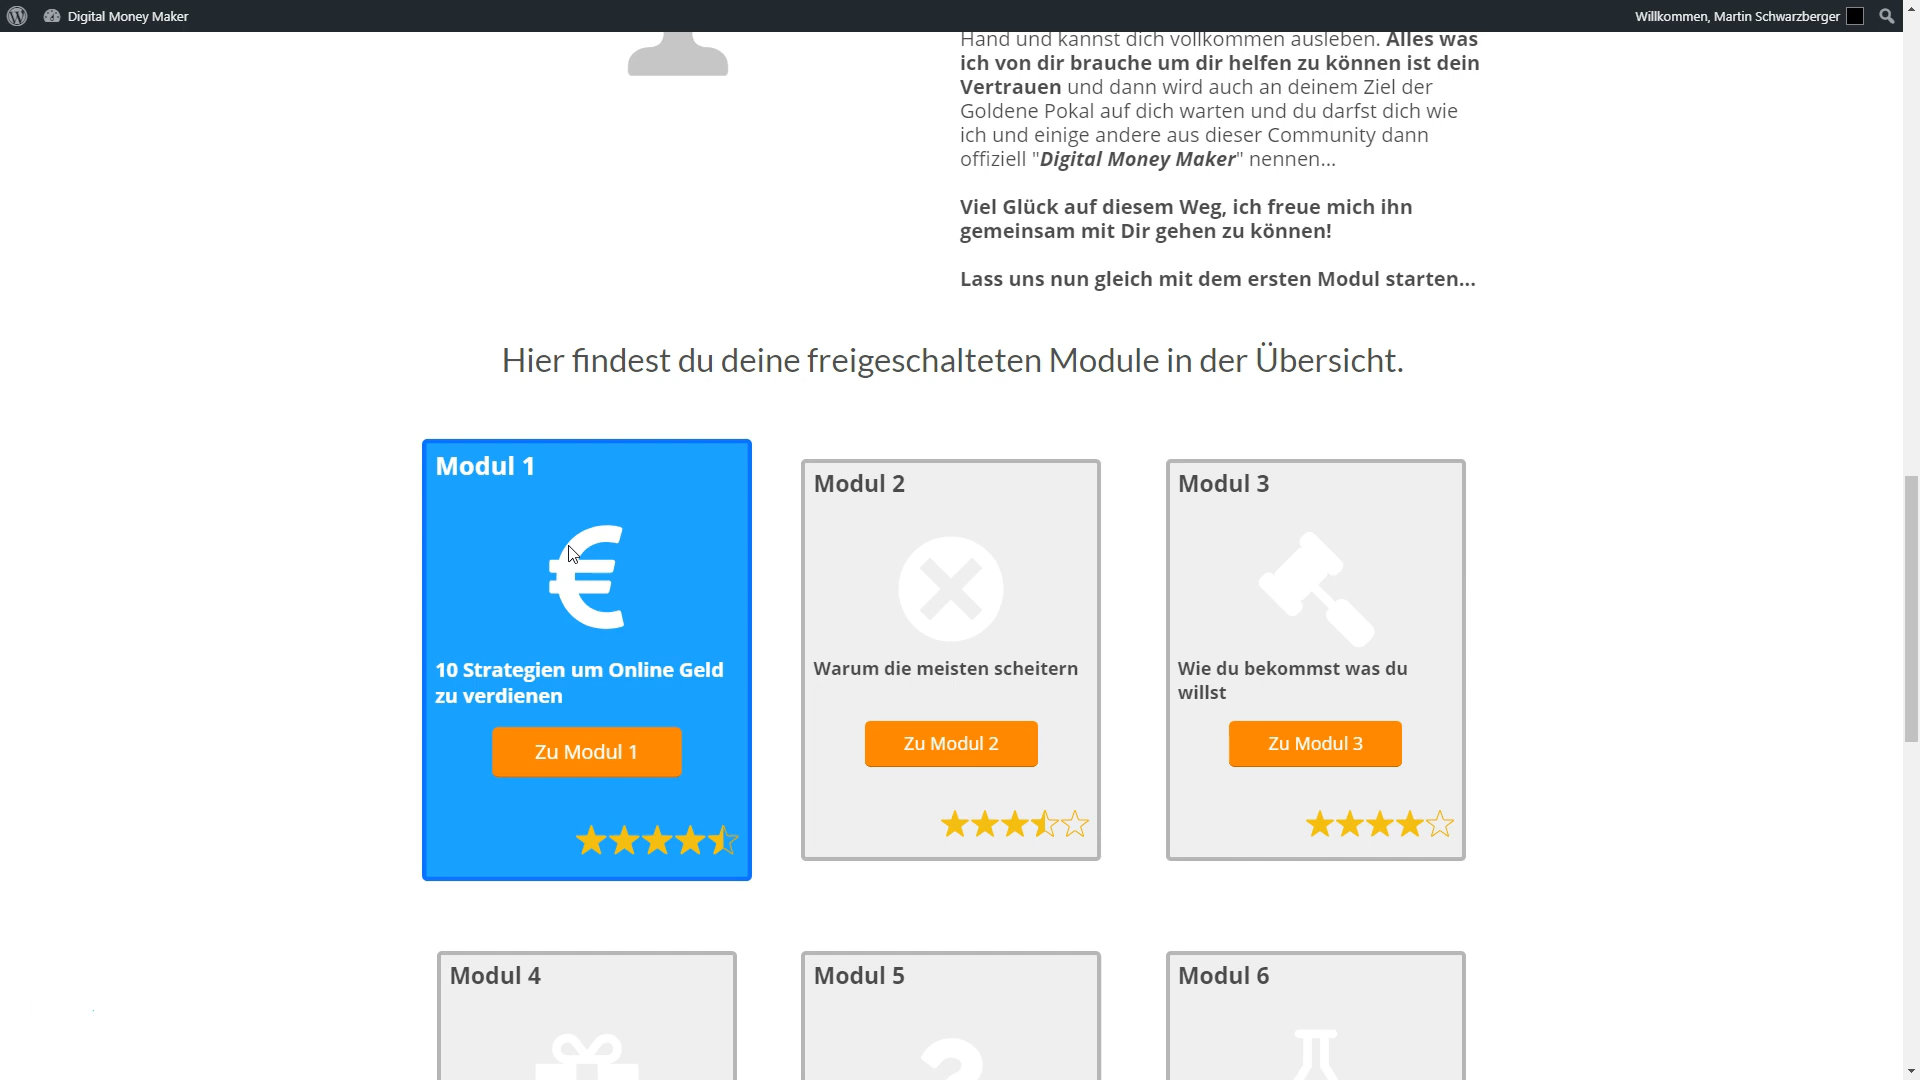 Digital Money Maker
Willkommen, Martin Schwarzberger
Hand und kannst dich vollkommen ausleben. Alles was
ich von dir brauche um dir helfen zu können ist dein
Vertrauen und dann wird auch an deinem Ziel der
Goldene Pokal auf dich warten und du darfst dich wie
ich und einige andere aus dieser Community dann
offiziell "Digital Money Maker" nennen...
Viel Glück auf diesem Weg, ich freue mich ihn
gemeinsam mit Dir gehen zu können!
Lass uns nun gleich mit dem ersten Modul starten...
Hier findest du deine freigeschalteten Module in der Übersicht.
Modul 1
€
10 Strategien um Online Geld
zu verdienen
Zu Modul 1
Modul 2
Warum die meisten scheitern
Zu Modul 2
Modul 3
Wie du bekommst was du
willst
Zu Modul 3
Modul 4
Modul 5
Modul 6